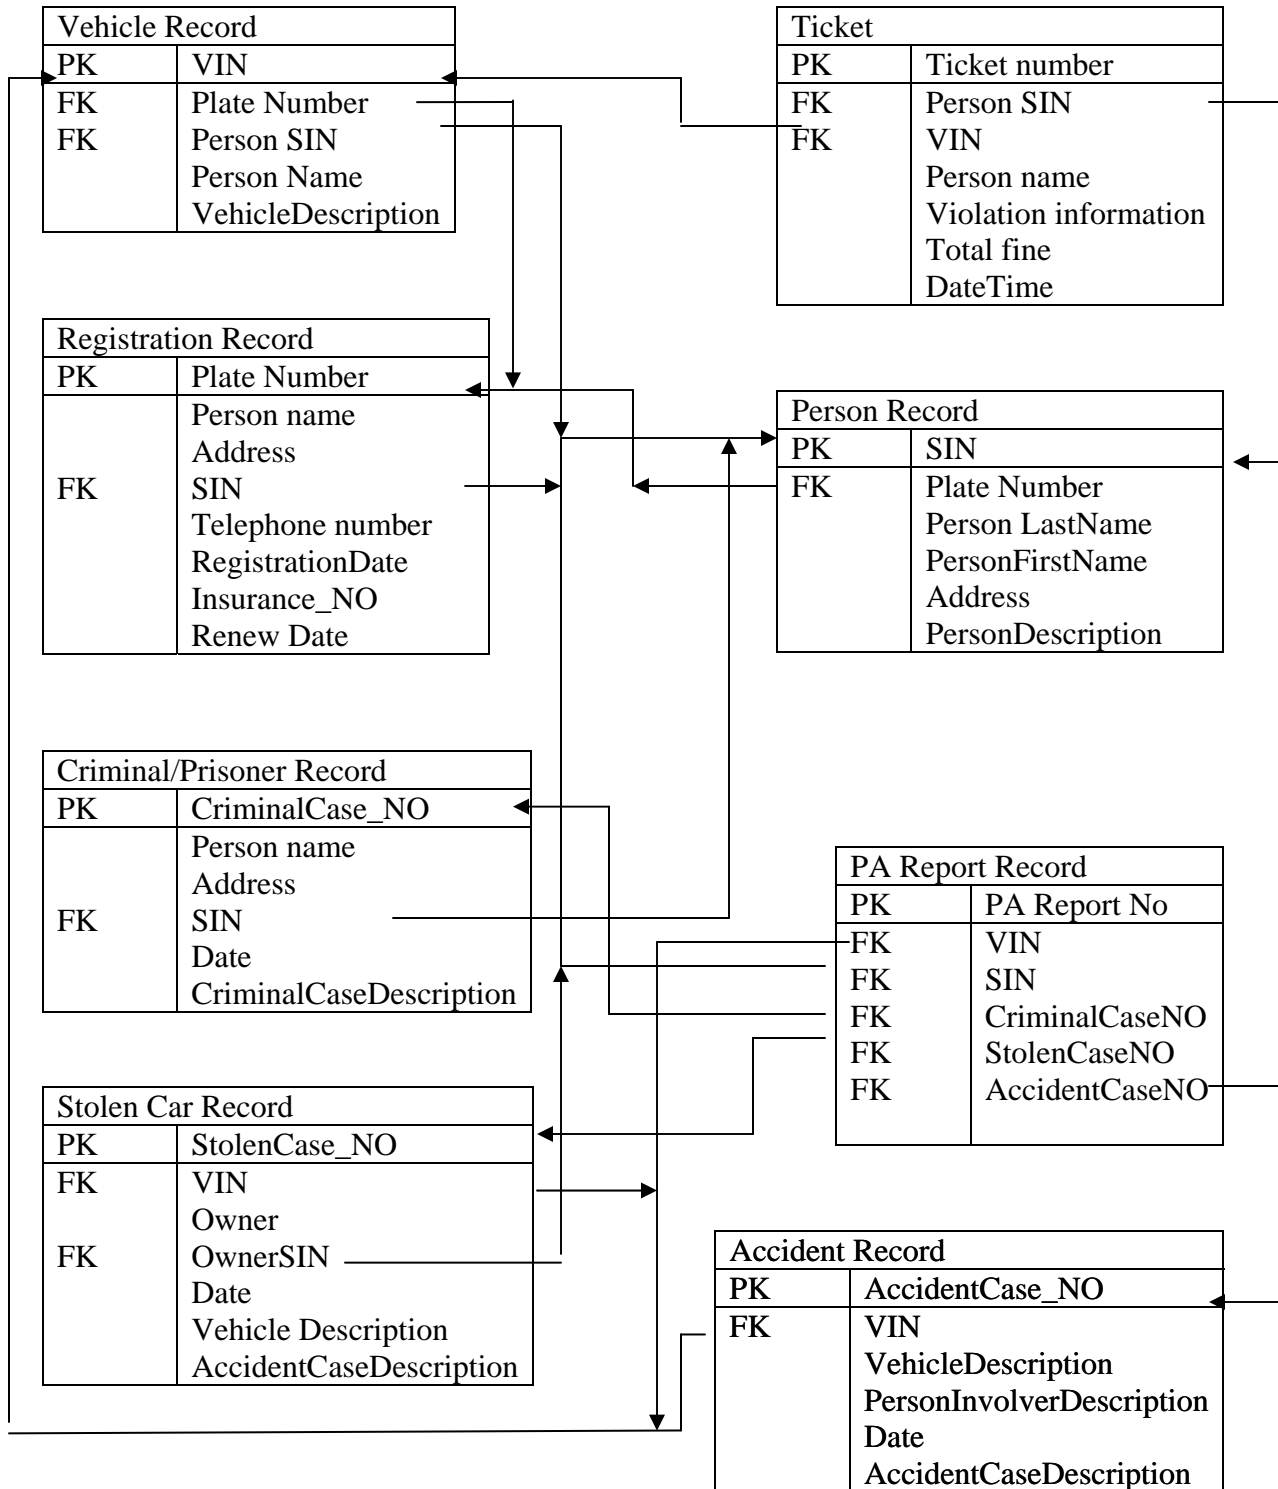 Vehicle Record
PK VIN
FK Plate Number
FK Person SIN
Person Name
VehicleDescription
Ticket
PK Ticket number
FK Person SIN
FK VIN
Person name
Violation information
Total fine
DateTime
Registration Record
PK Plate Number
Person name
Address
FK SIN
Telephone number
RegistrationDate
Insurance_NO
Renew Date
Person Record
PK SIN
FK Plate Number
Person LastName
PersonFirstName
Address
PersonDescription
Criminal/Prisoner Record
PK CriminalCase_NO
Person name
Address
FK SIN
Date
CriminalCaseDescription
PA Report Record
PK PA Report No
FK VIN
FK SIN
FK CriminalCaseNO
FK StolenCaseNO
FK AccidentCaseNO
Stolen Car Record
PK StolenCase_NO
FK VIN
Owner
FK OwnerSIN
Date
Vehicle Description
AccidentCaseDescription
Accident Record
PK AccidentCase_NO
FK VIN
VehicleDescription
PersonInvolverDescription
Date
AccidentCaseDescription